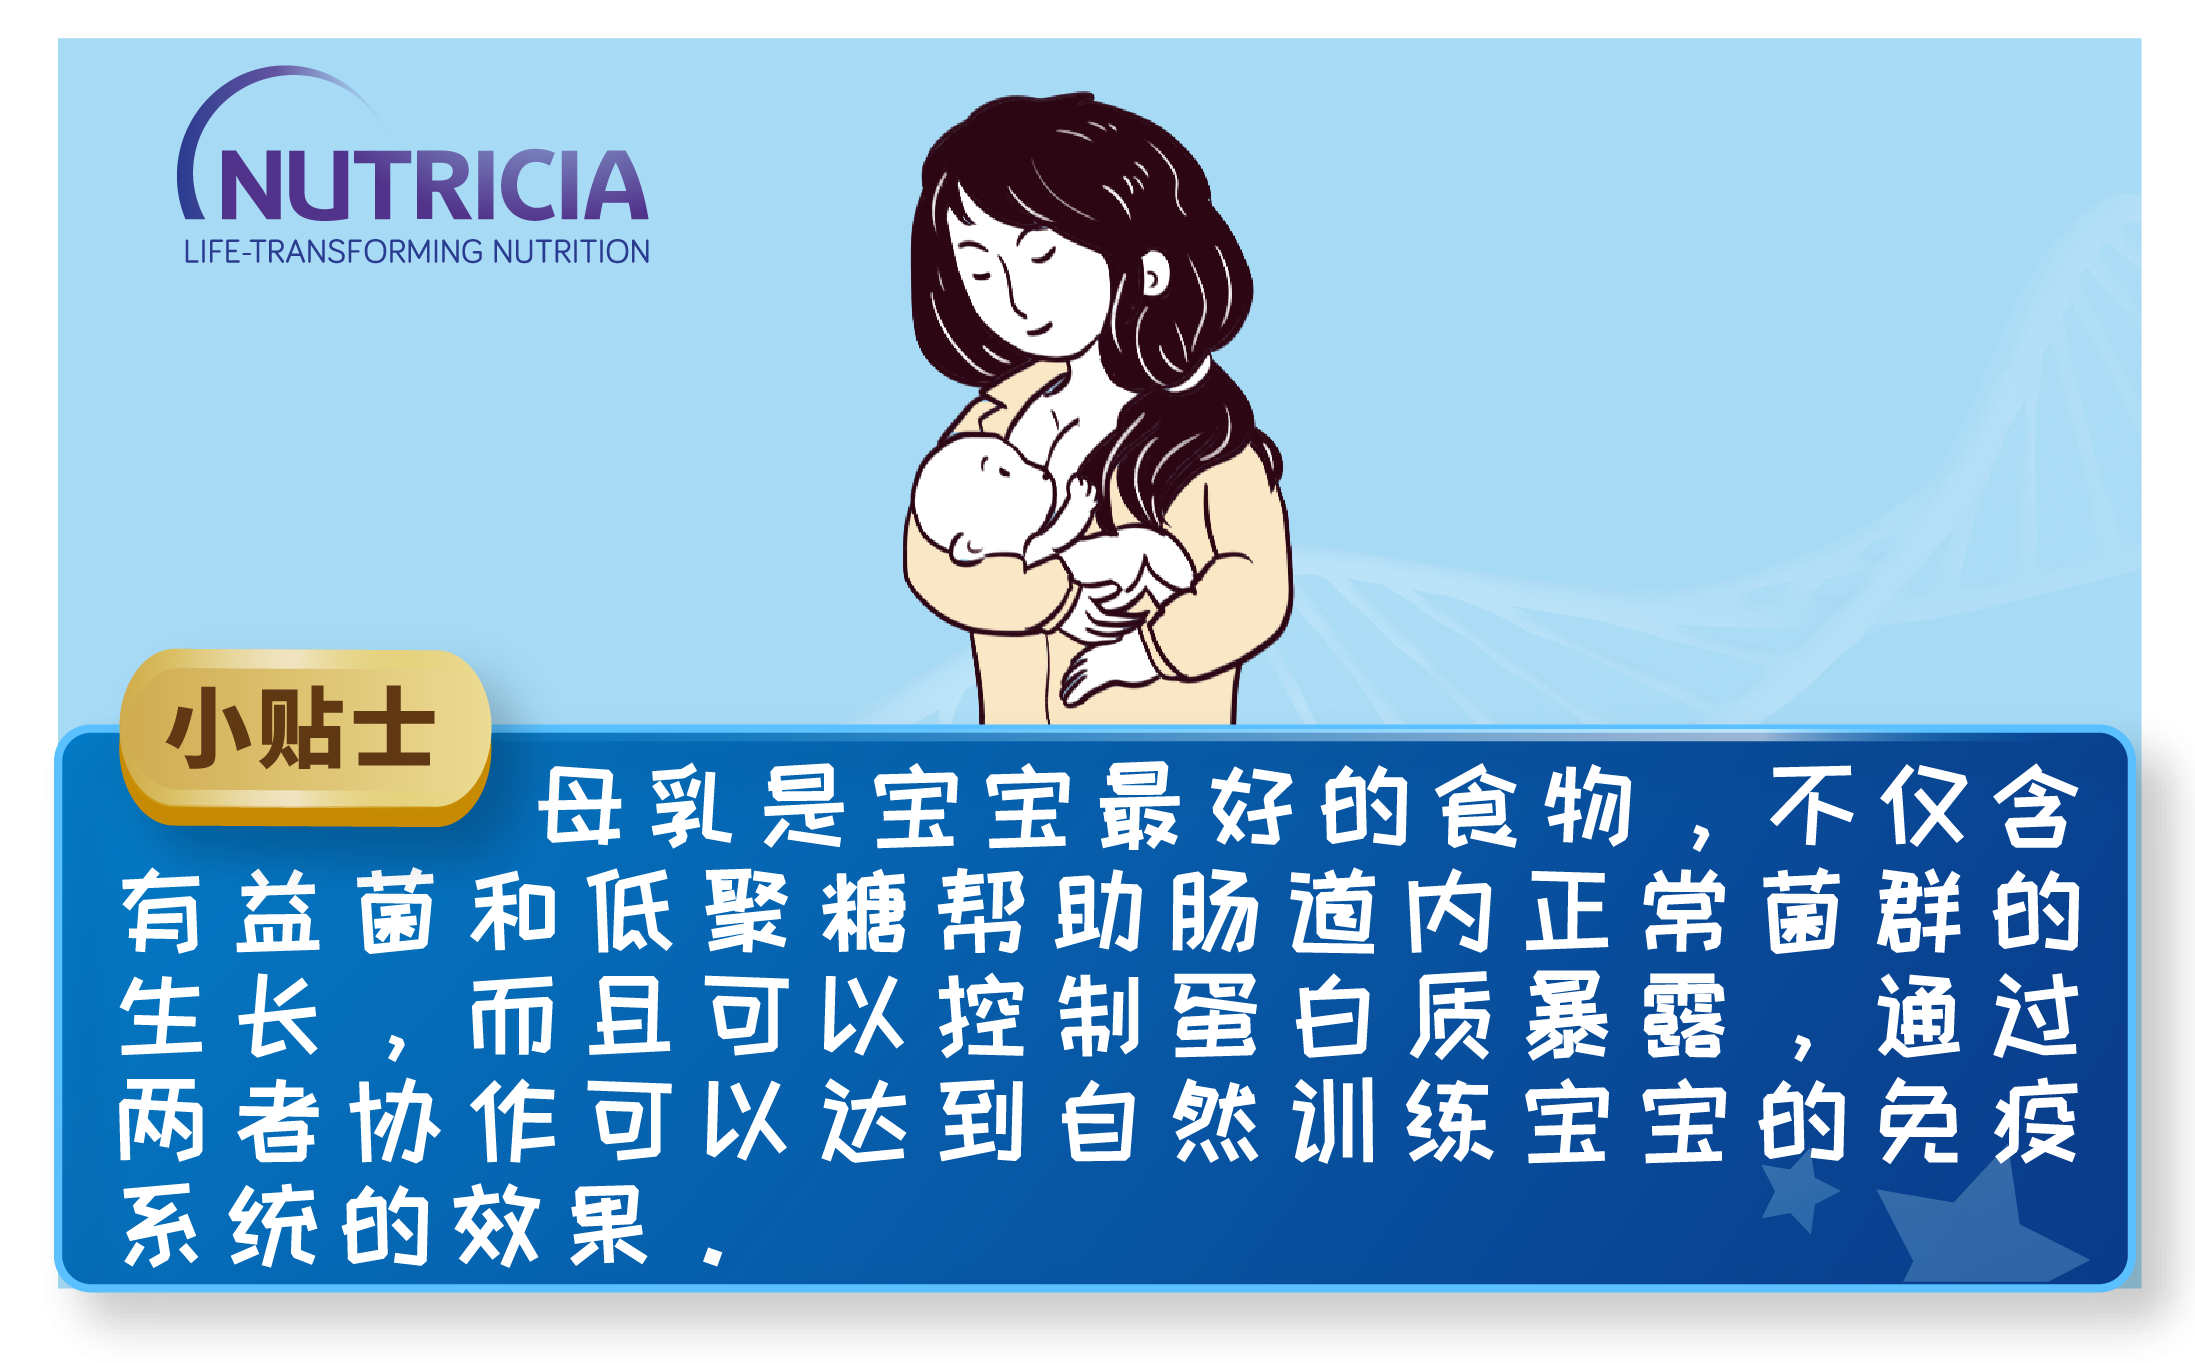 NUTRICIA
LIFE-TRANSFORMING NUTRITION
小贴士
母乳是宝宝最好的食物，不仅含
有益菌和低聚糖帮助肠道内正常菌群的
生长，而且可以控制蛋白质暴露，通过
两者协作可以达到自然训练宝宝的免疫
系统的效果.